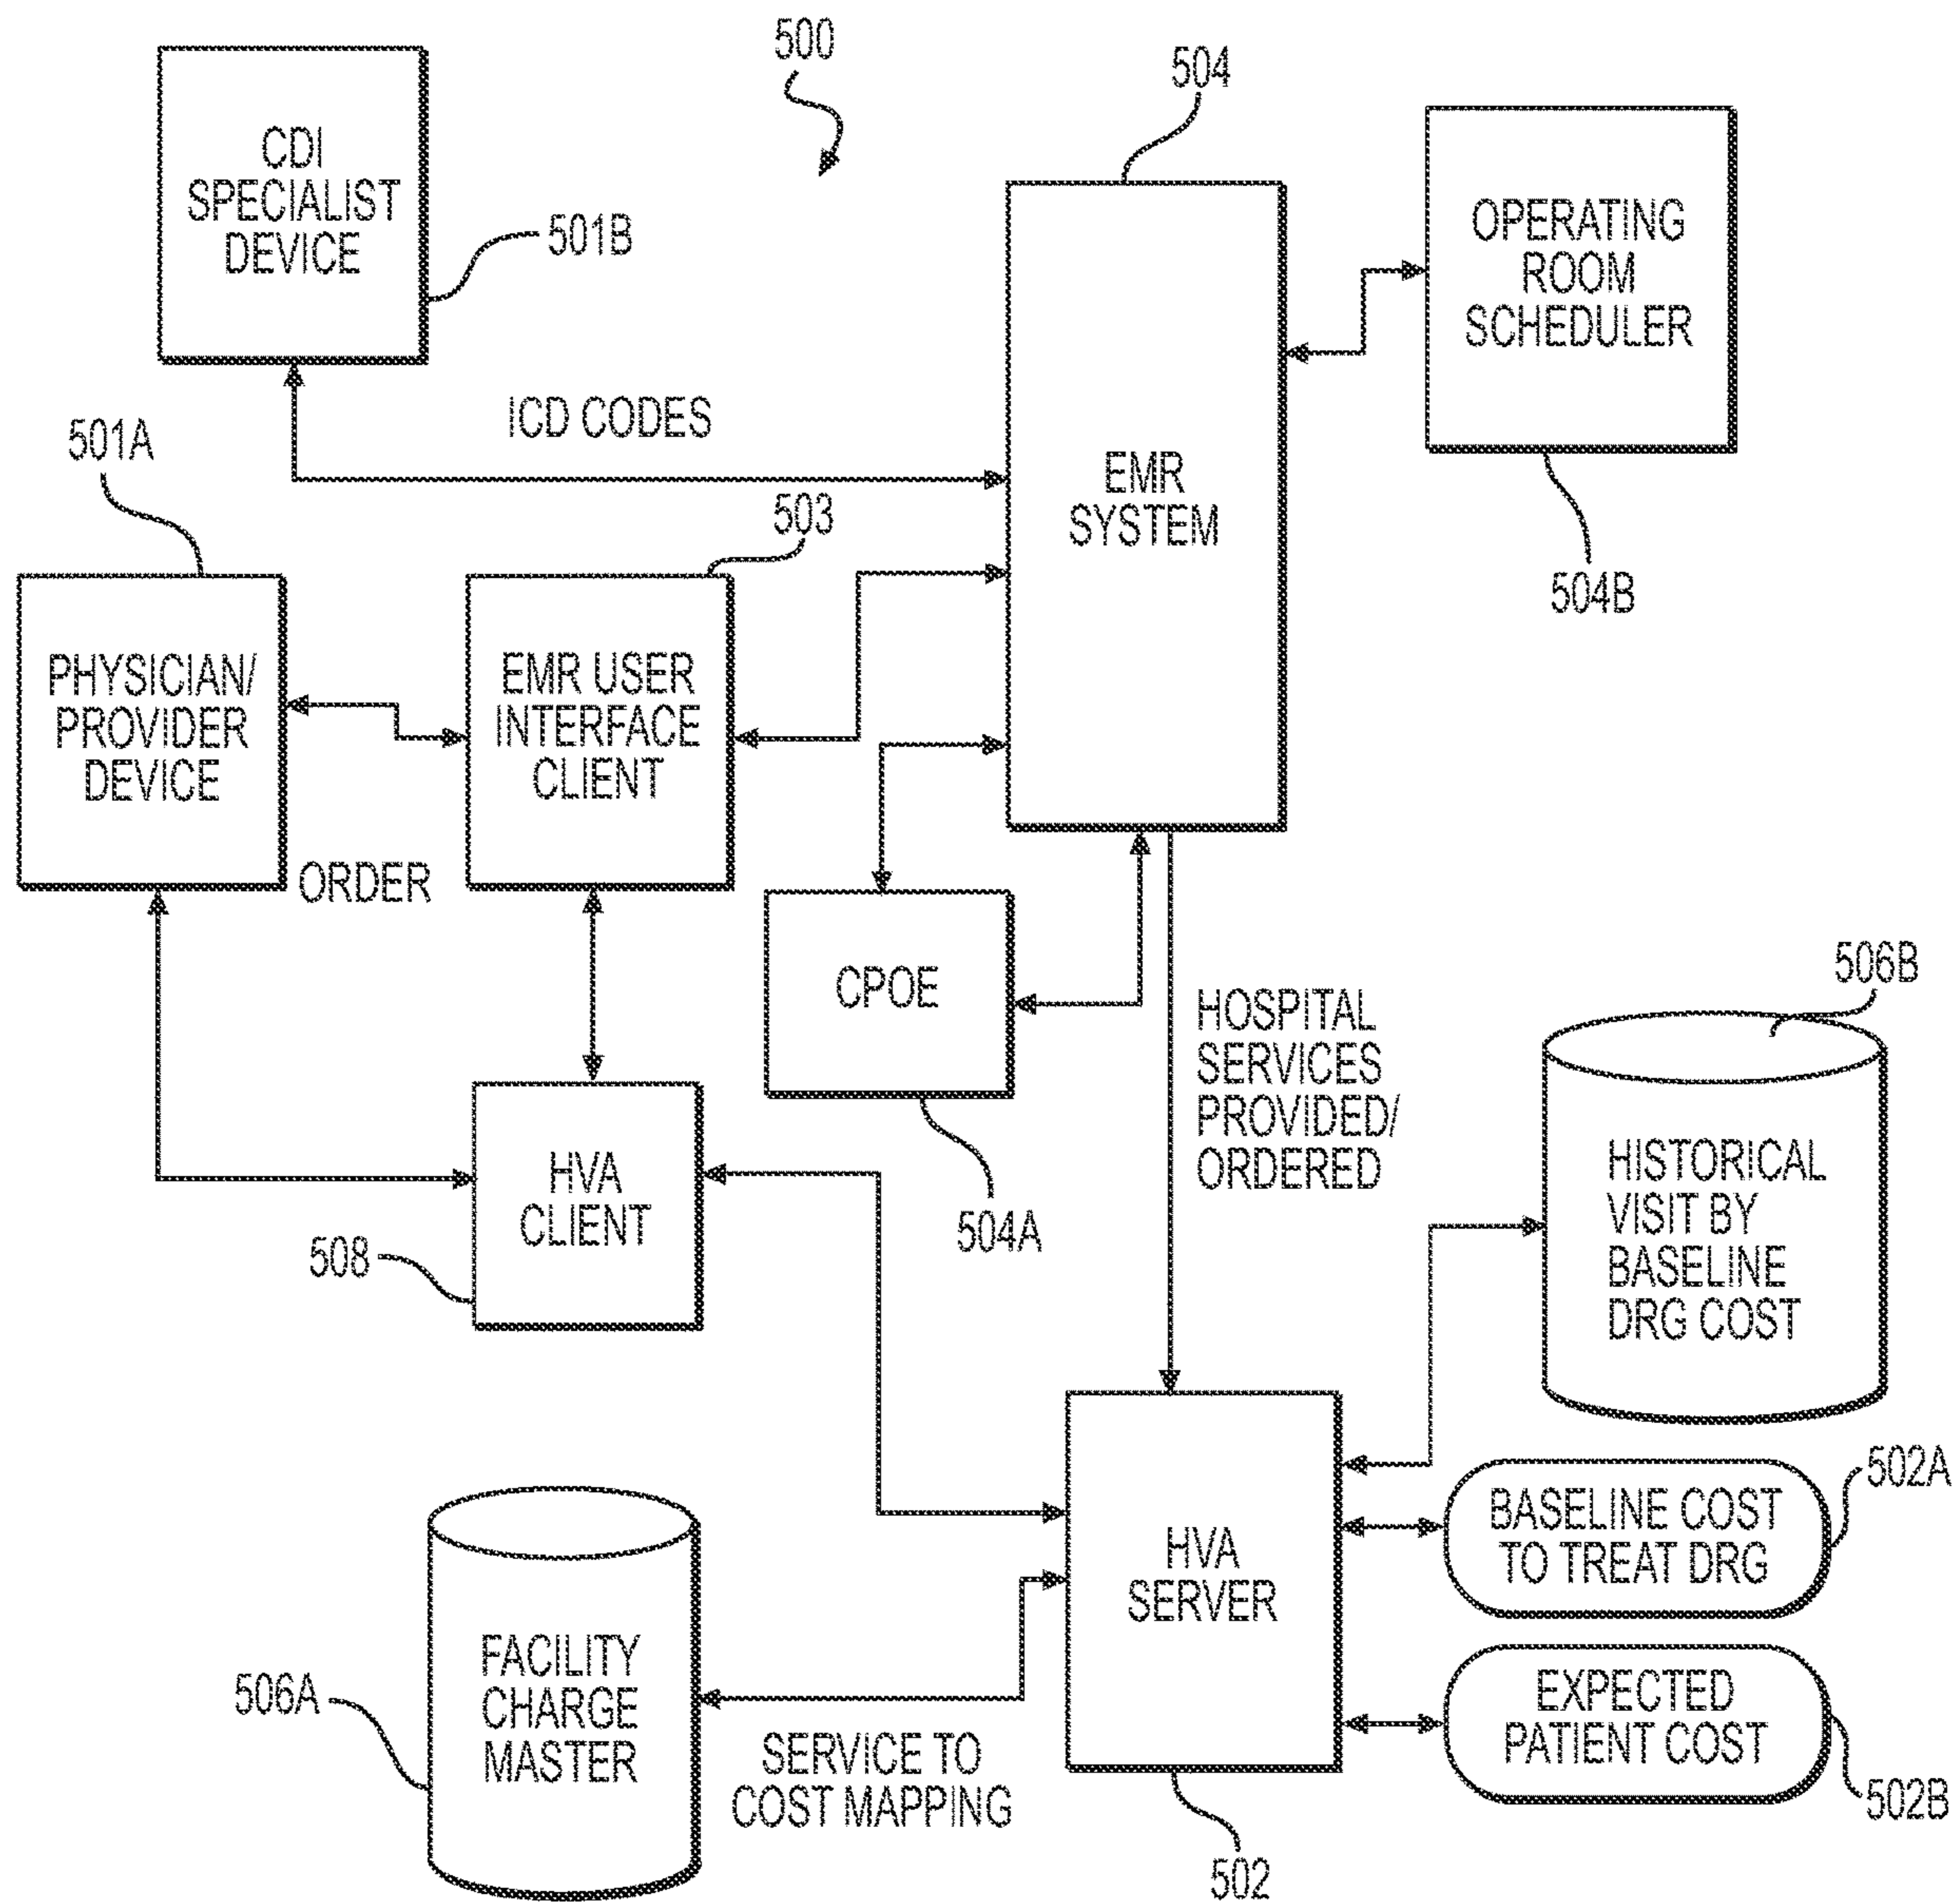 500
504
CDI
SPECIALIST
DEVICE
501B
OPERATING
ROOM
SCHEDULER
504B
ICD CODES
EMR
SYSTEM
501A
503
PHYSICIAN/
PROVIDER
DEVICE
EMR USER
INTERFACE
CLIENT
ORDER
CPOE
504A
HOSPITAL
SERVICES
PROVIDED/
ORDERED
506B
HISTORICAL
VISIT BY
BASELINE
DRG COST
HVA
CLIENT
508
502A
BASELINE COST
TO TREAT DRG
HVA
SERVER
FACILITY
CHARGE
MASTER
506A
SERVICE TO
COST MAPPING
EXPECTED
PATIENT COST
502B
502